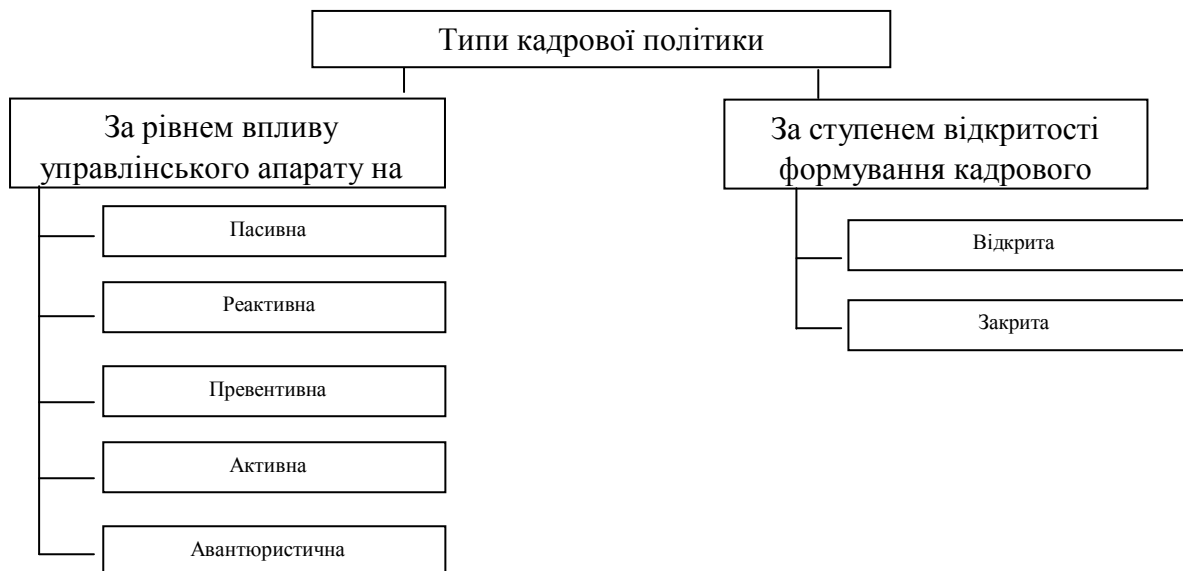 Типи кадрової політики
За рівнем впливу
управлінського апарату на
Пасивна
Реактивна
Превентивна
Активна
Авантюристична
За ступенем відкритості
формування кадрового
Відкрита
Закрита